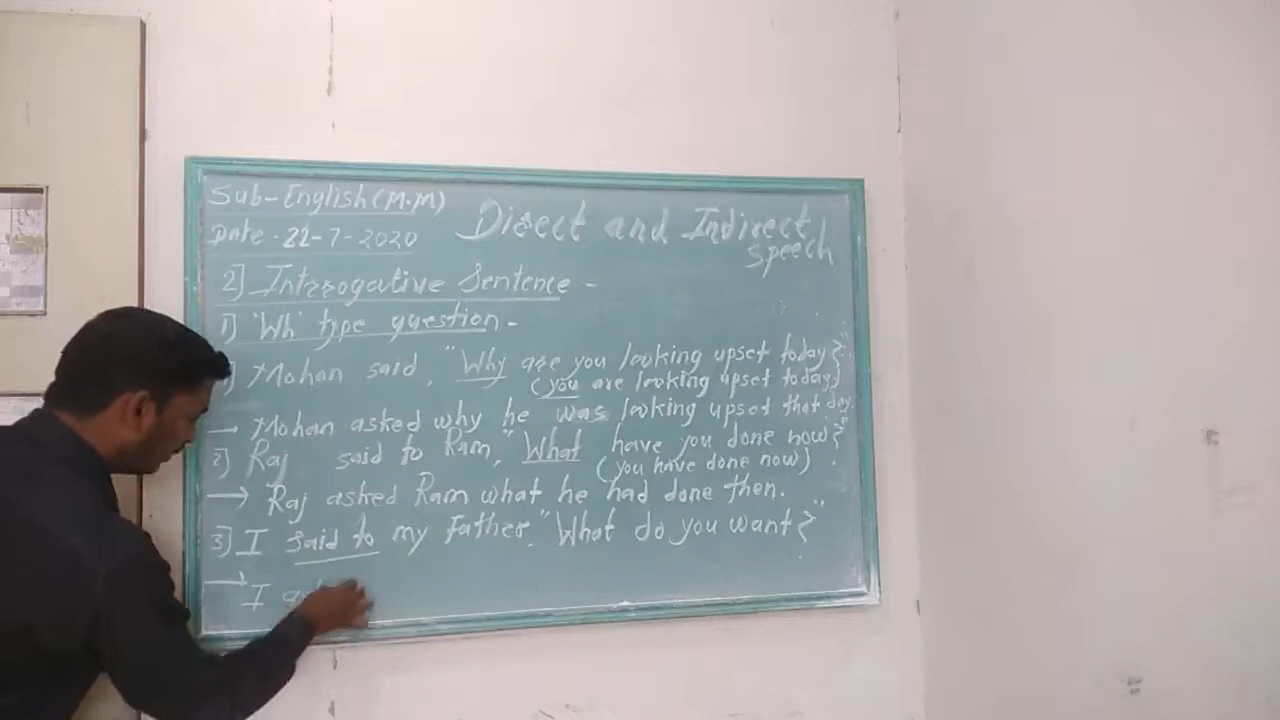 Sub-English(M.M)
Date. 22-7-2020
Direct and Indirect
Speech
2] Interrogative Sentence -
1) 'Wh' type question -
) Mohan said, "Why are you looking upset today?"
(you are looking upset today)
→ Mohan asked why he was looking upset that day.
2) Raj said to Ram, "What have you done now?"
(you have done now)
→ Raj asked Ram what he had done then.
3] I said to my Father, "What do you want?"
→ I